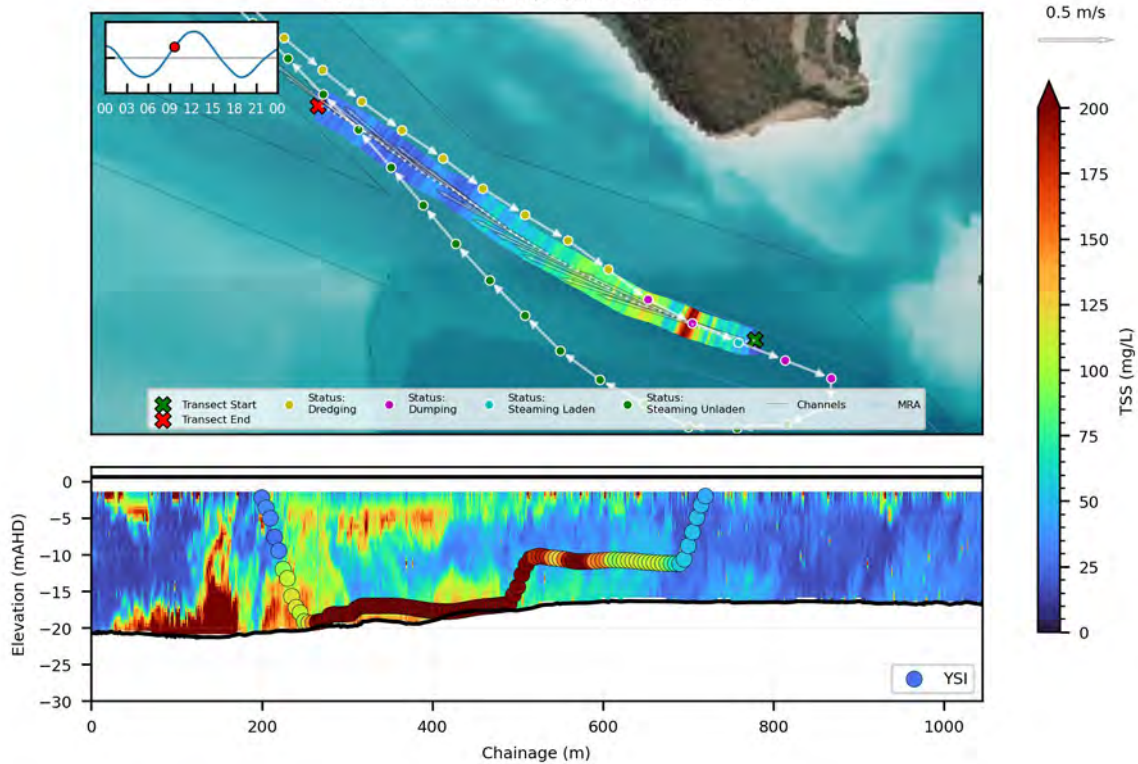 0.5 m/s
00 03 06 09 12 15 18 21 00
Transect Start
Transect End
Status:
Dredging
Status:
Dumping
Status:
Steaming Laden
Status:
Steaming Unladen
Channels
MRA
200
175
150
125
100
75
50
25
0
TSS (mg/L)
0
−5
−10
−15
−20
−25
−30
Elevation (mAHD)
YSI
0 200 400 600 800 1000
Chainage (m)